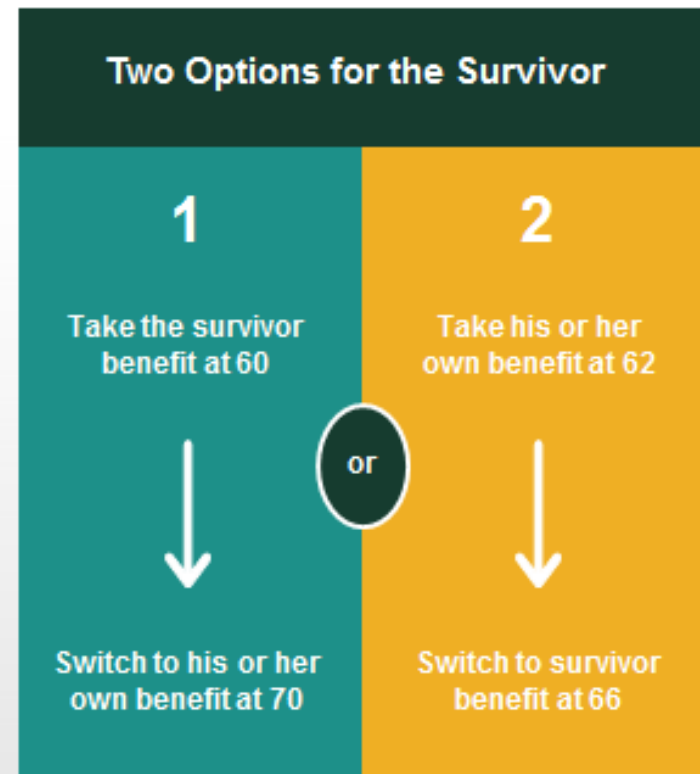 Two Options for the Survivor
1
Take the survivor
benefit at 60
Switch to his or her
own benefit at 70
or
2
Take his or her
own benefit at 62
Switch to survivor
benefit at 66